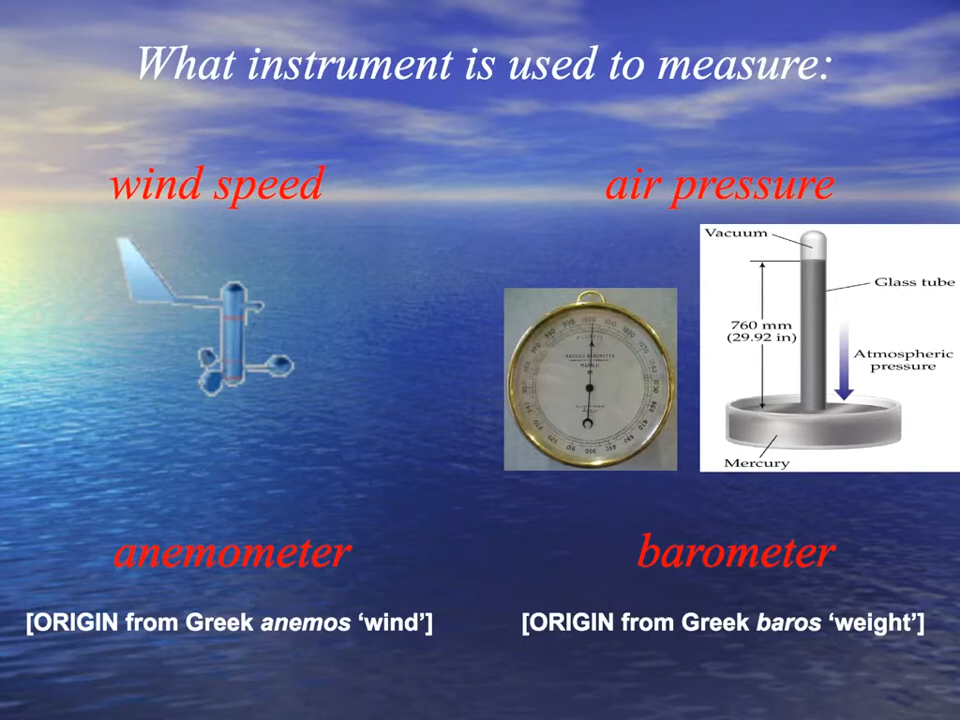 What instrument is used to measure:
wind speed
air pressure
Vacuum
Glass tube
760 mm
(29.92 in)
Atmospheric
pressure
Mercury
anemometer
barometer
[ORIGIN from Greek anemos ‘wind’]
[ORIGIN from Greek baros ‘weight’]